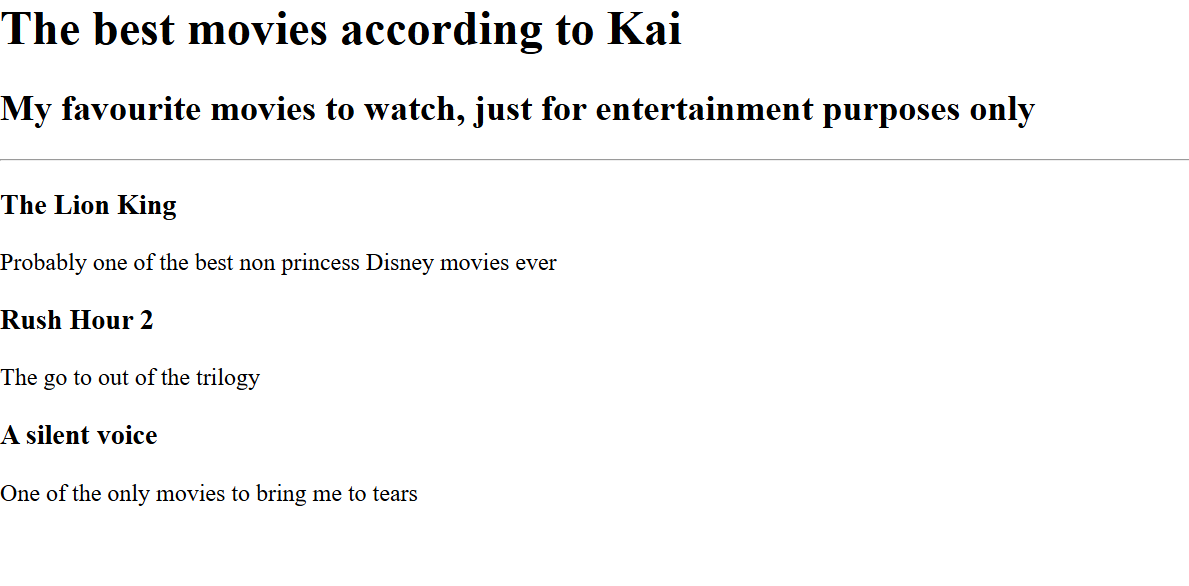 The best movies according to Kai
My favourite movies to watch, just for entertainment purposes only
The Lion King
Probably one of the best non princess Disney movies ever
Rush Hour 2
The go to out of the trilogy
A silent voice
One of the only movies to bring me to tears